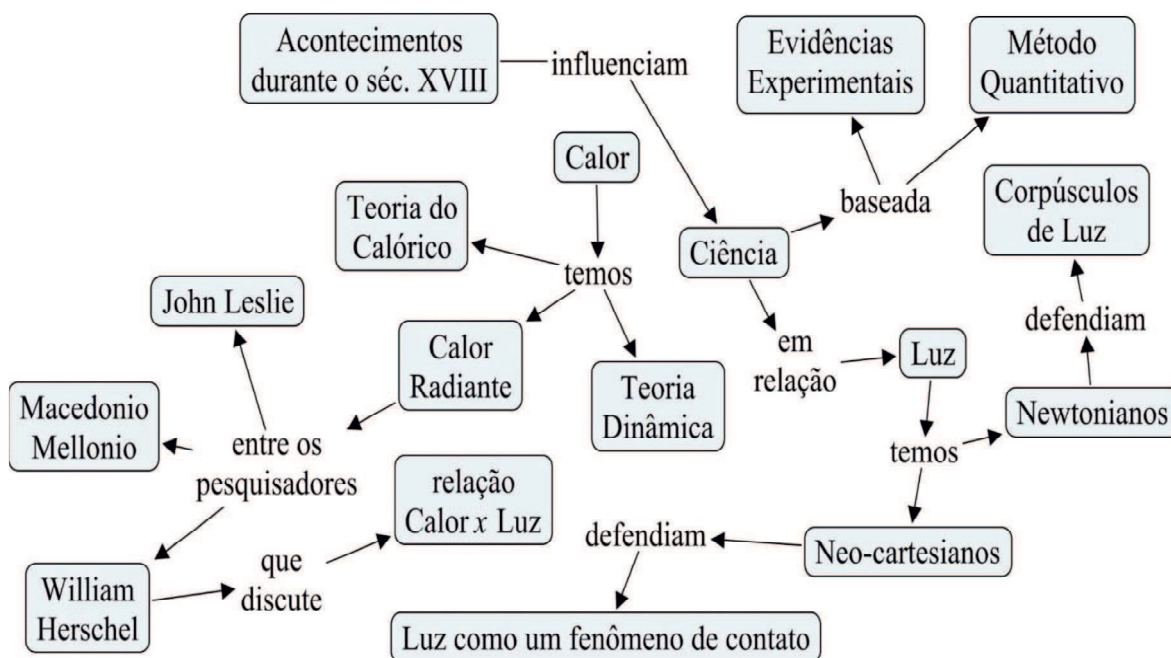 Acontecimentos
durante o séc. XVIII
influenciam
Evidências
Experimentais
Método
Quantitativo
Calor
Teoria do
Calórico
temos
Ciência
baseada
Corpúsculos
de Luz
John Leslie
Calor
Radiante
Teoria
Dinâmica
em
relação
Luz
defendiam
Newtonianos
Macedonio
Mellonio
entre os
pesquisadores
relação
Calor x Luz
temos
Neo-cartesianos
defendiam
William
Herschel
que
discute
Luz como um fenômeno de contato